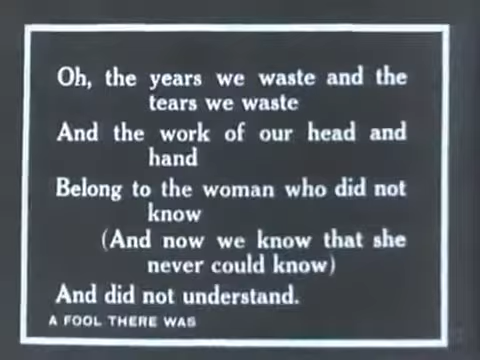 Oh, the years we waste and the
tears we waste
And the work of our head and
hand
Belong to the woman who did not
know
(And now we know that she
never could know)
And did not understand.
A FOOL THERE WAS